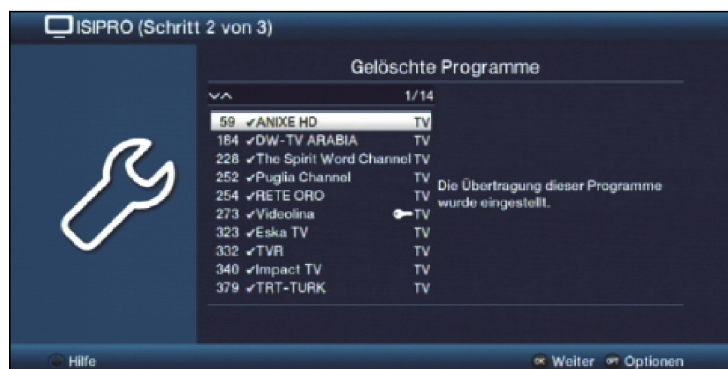 ISIPRO (Schritt 2 von 3)
Gelöschte Programme
1/14
59 ✓ANIXE HD TV
184 ✓DW-TV ARABIA TV
228 ✓The Spirit Word Channel TV
252 ✓Puglia Channel TV
254 ✓RETE ORO TV
273 ✓Videolina TV
323 ✓Eska TV TV
332 ✓TVR TV
340 ✓Impact TV TV
379 ✓TRT-TURK TV
Die Übertragung dieser Programme
wurde eingestellt.
Hilfe
OK Weiter OPT Optionen